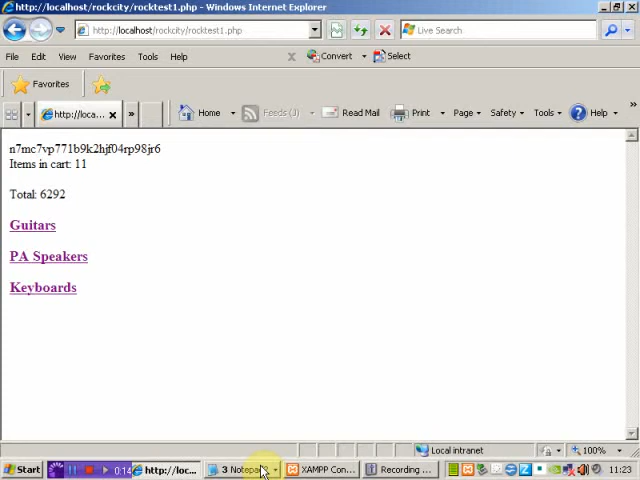 http://localhost/rockcity/rocktest1.php - Windows Internet Explorer
http://localhost/rockcity/rocktest1.php
Live Search
File Edit View Favorites Tools Help
Convert Select
Favorites
http://loca...
Home Feeds (J) Read Mail Print Page Safety Tools Help
n7mc7vp771b9k2hjf04rp98jr6
Items in cart: 11
Total: 6292
Guitars
PA Speakers
Keyboards
Local intranet 100%
Start 0:14 http://loc... 3 Notepad XAMPP Con... Recording ... 11:23